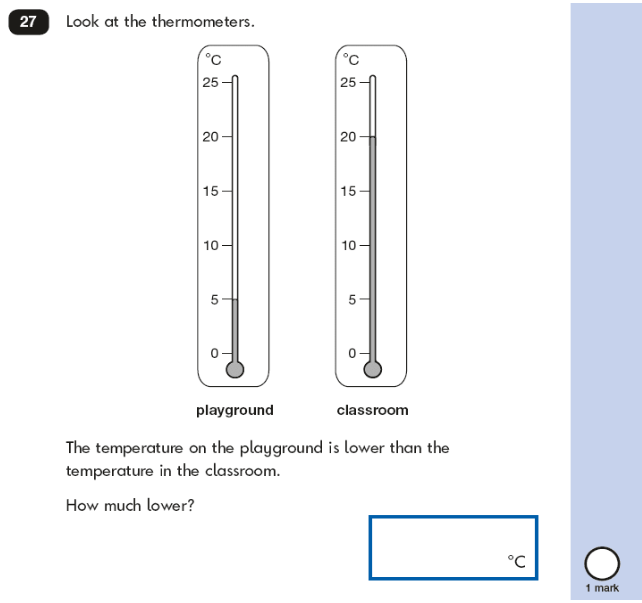 27 Look at the thermometers.
°C °C
25 25
20 20
15 15
10 10
5 5
0 0
playground classroom
The temperature on the playground is lower than the
temperature in the classroom.
How much lower?
°C
1 mark